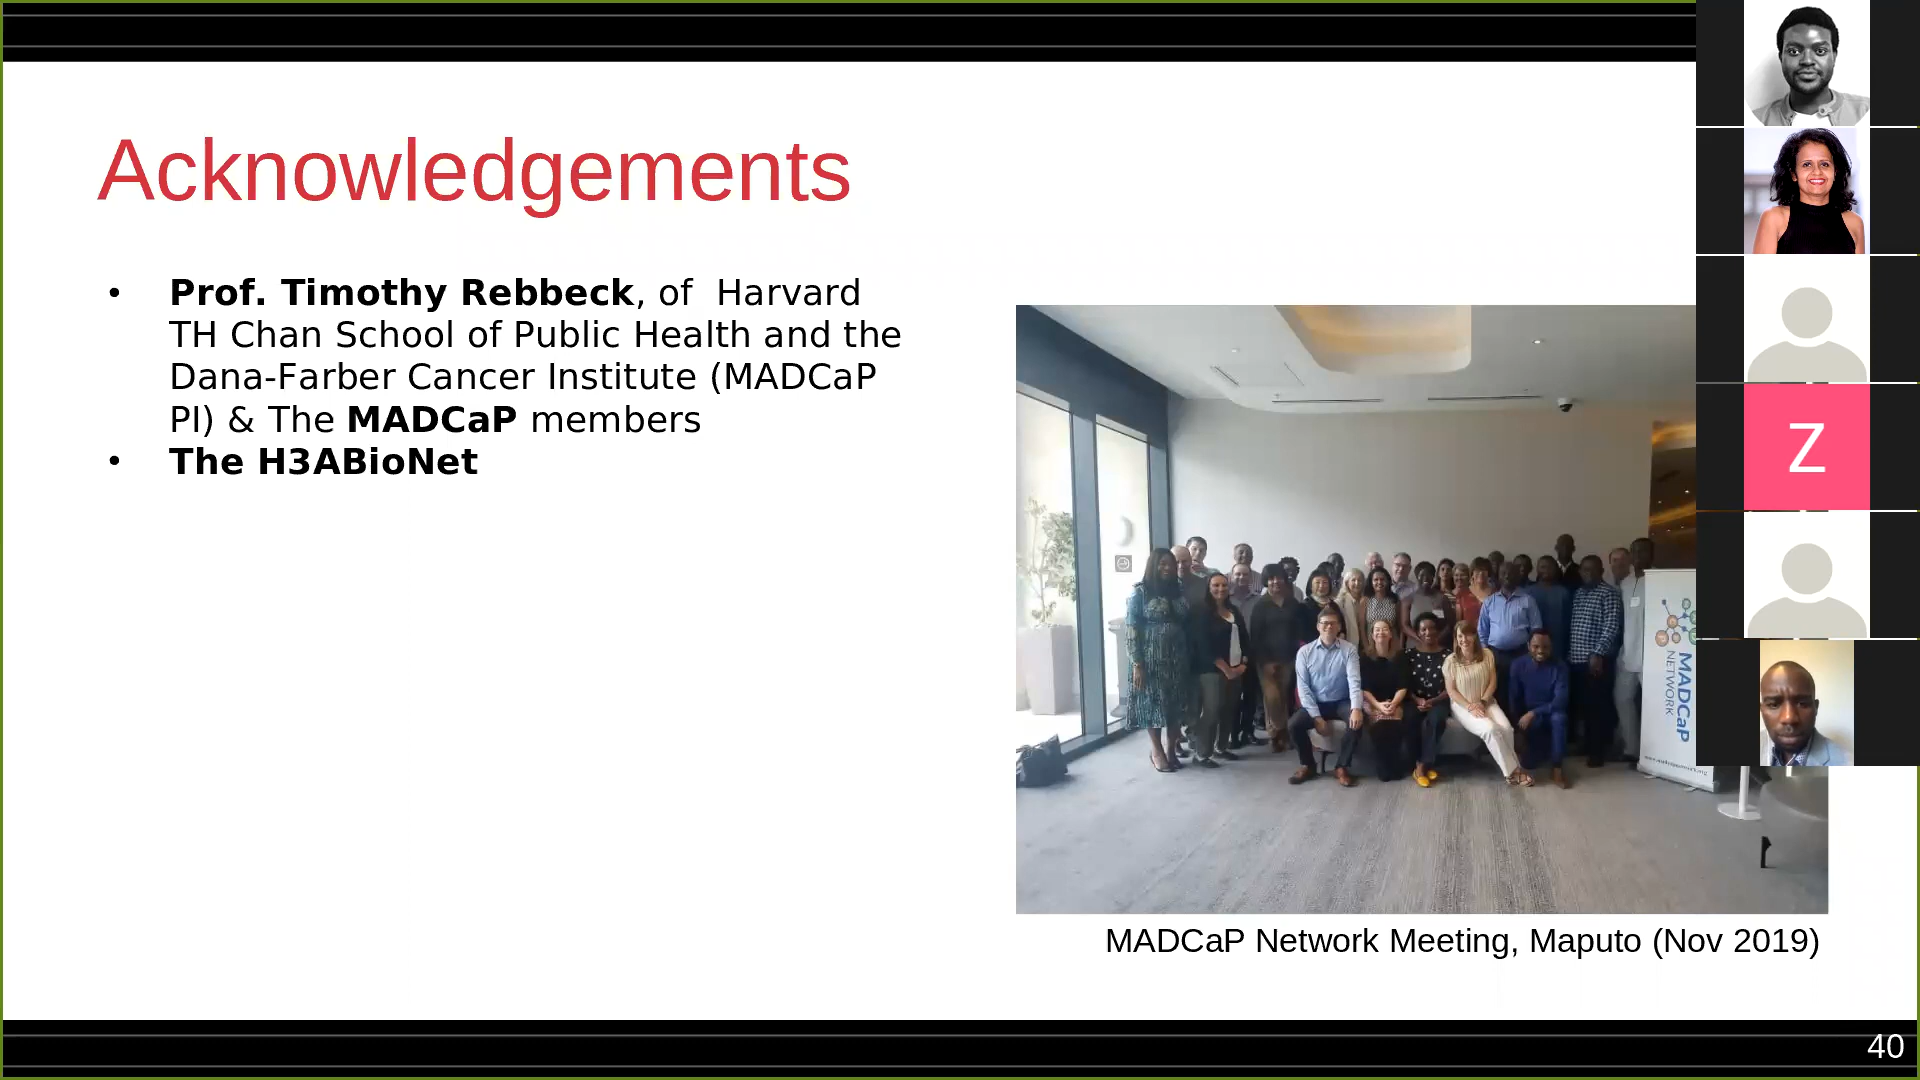 Acknowledgements
• Prof. Timothy Rebbeck, of  Harvard
TH Chan School of Public Health and the
Dana-Farber Cancer Institute (MADCaP
PI) & The MADCaP members
• The H3ABioNet
Z
MADCaP
NETWORK
MADCaP Network Meeting, Maputo (Nov 2019)
40